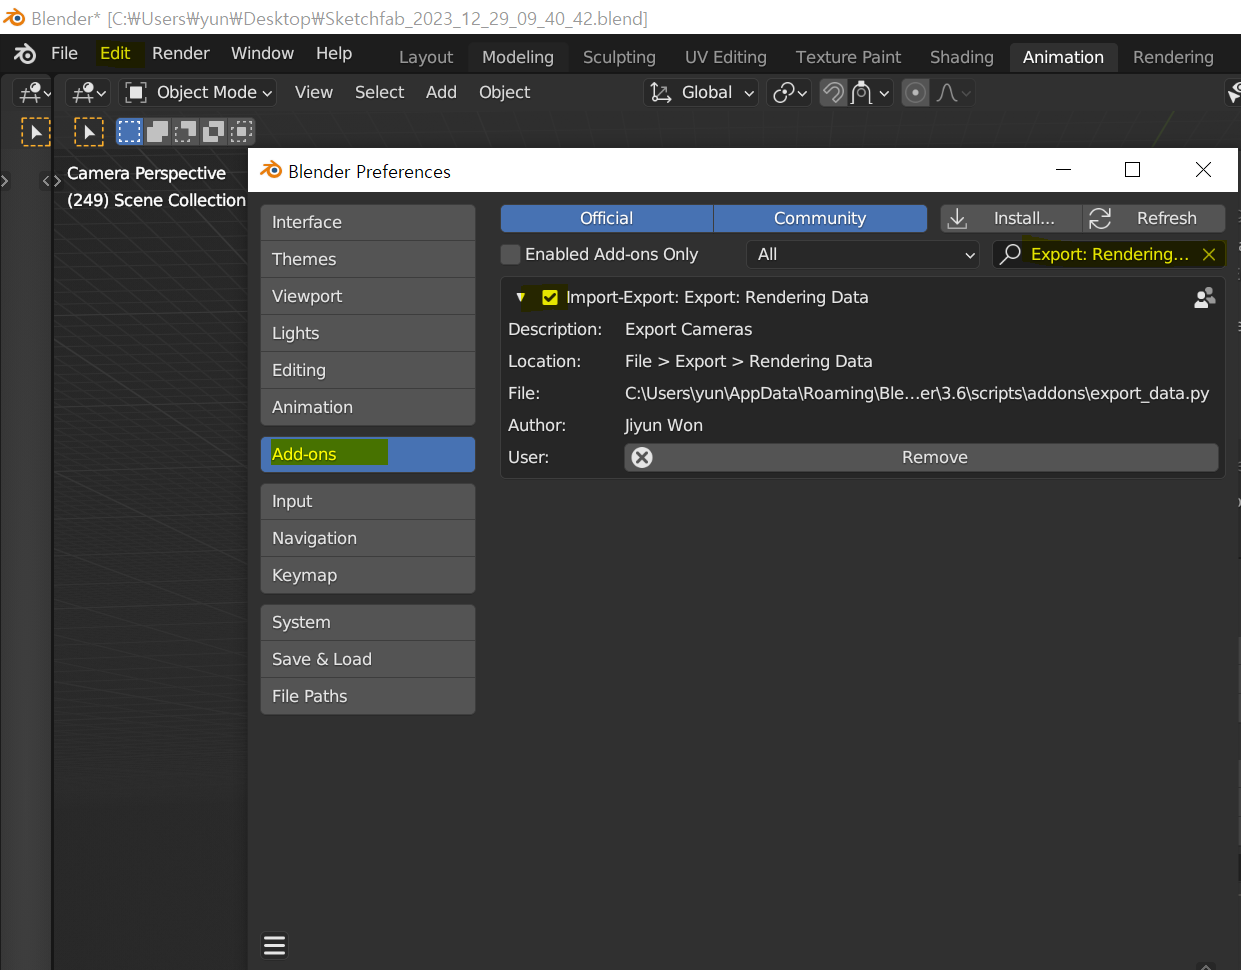 Blender* [C:₩Users₩yun₩Desktop₩Sketchfab_2023_12_29_09_40_42.blend]
File Edit Render Window Help Layout Modeling Sculpting UV Editing Texture Paint Shading Animation Rendering
Object Mode View Select Add Object Global
Camera Perspective
(249) Scene Collection
Blender Preferences
Interface
Themes
Viewport
Lights
Editing
Animation
Add-ons
Input
Navigation
Keymap
System
Save & Load
File Paths
Official Community Install... Refresh
Enabled Add-ons Only All Export: Rendering...
Import-Export: Export: Rendering Data
Description: Export Cameras
Location: File > Export > Rendering Data
File: C:\Users\yun\AppData\Roaming\Ble...er\3.6\scripts\addons\export_data.py
Author: Jiyun Won
User: Remove